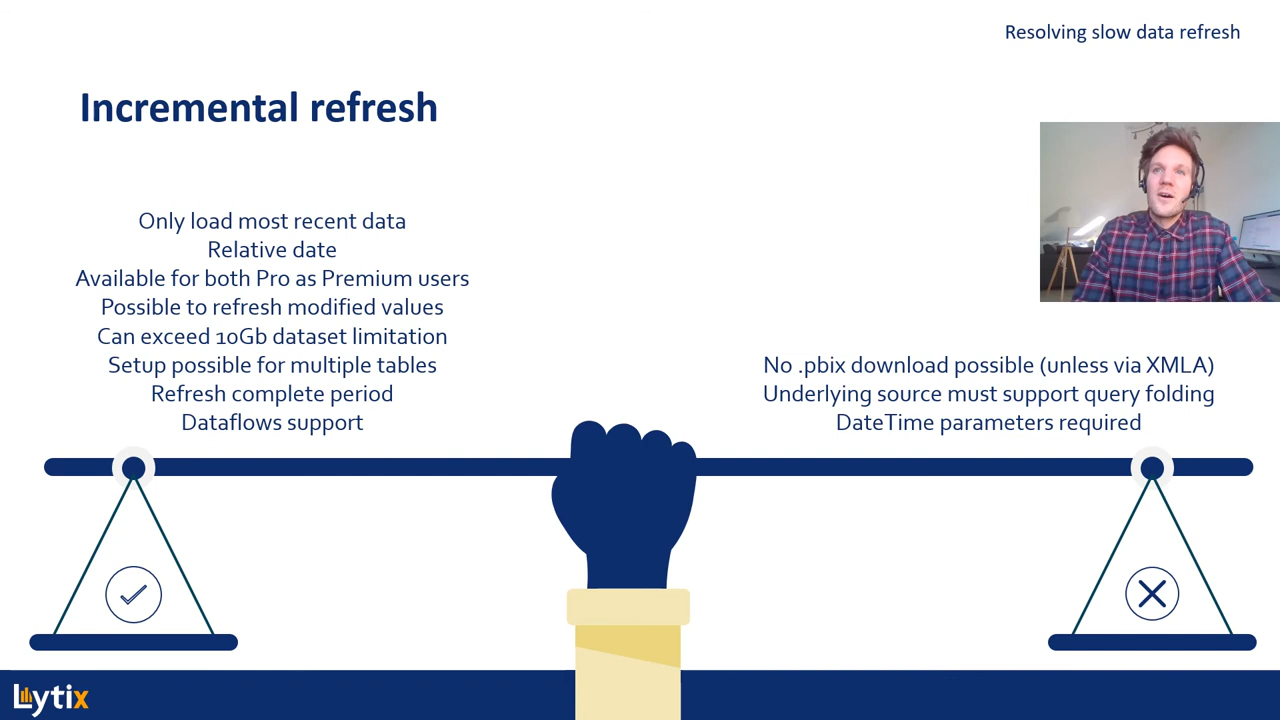 Resolving slow data refresh
Incremental refresh
Only load most recent data
Relative date
Available for both Pro as Premium users
Possible to refresh modified values
Can exceed 10Gb dataset limitation
Setup possible for multiple tables
Refresh complete period
Dataflows support
No .pbix download possible (unless via XMLA)
Underlying source must support query folding
DateTime parameters required
Lytix